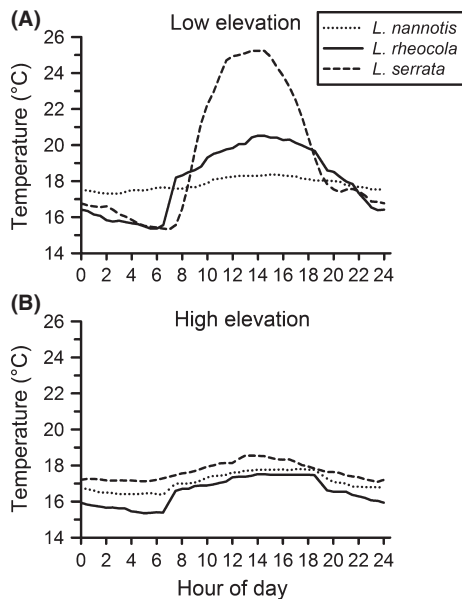 (A)
Low elevation
L. nannotis
L. rheocola
L. serrata
Temperature (°C)
26
24
22
20
18
16
14
0 2 4 6 8 10 12 14 16 18 20 22 24
(B)
High elevation
Temperature (°C)
26
24
22
20
18
16
14
0 2 4 6 8 10 12 14 16 18 20 22 24
Hour of day